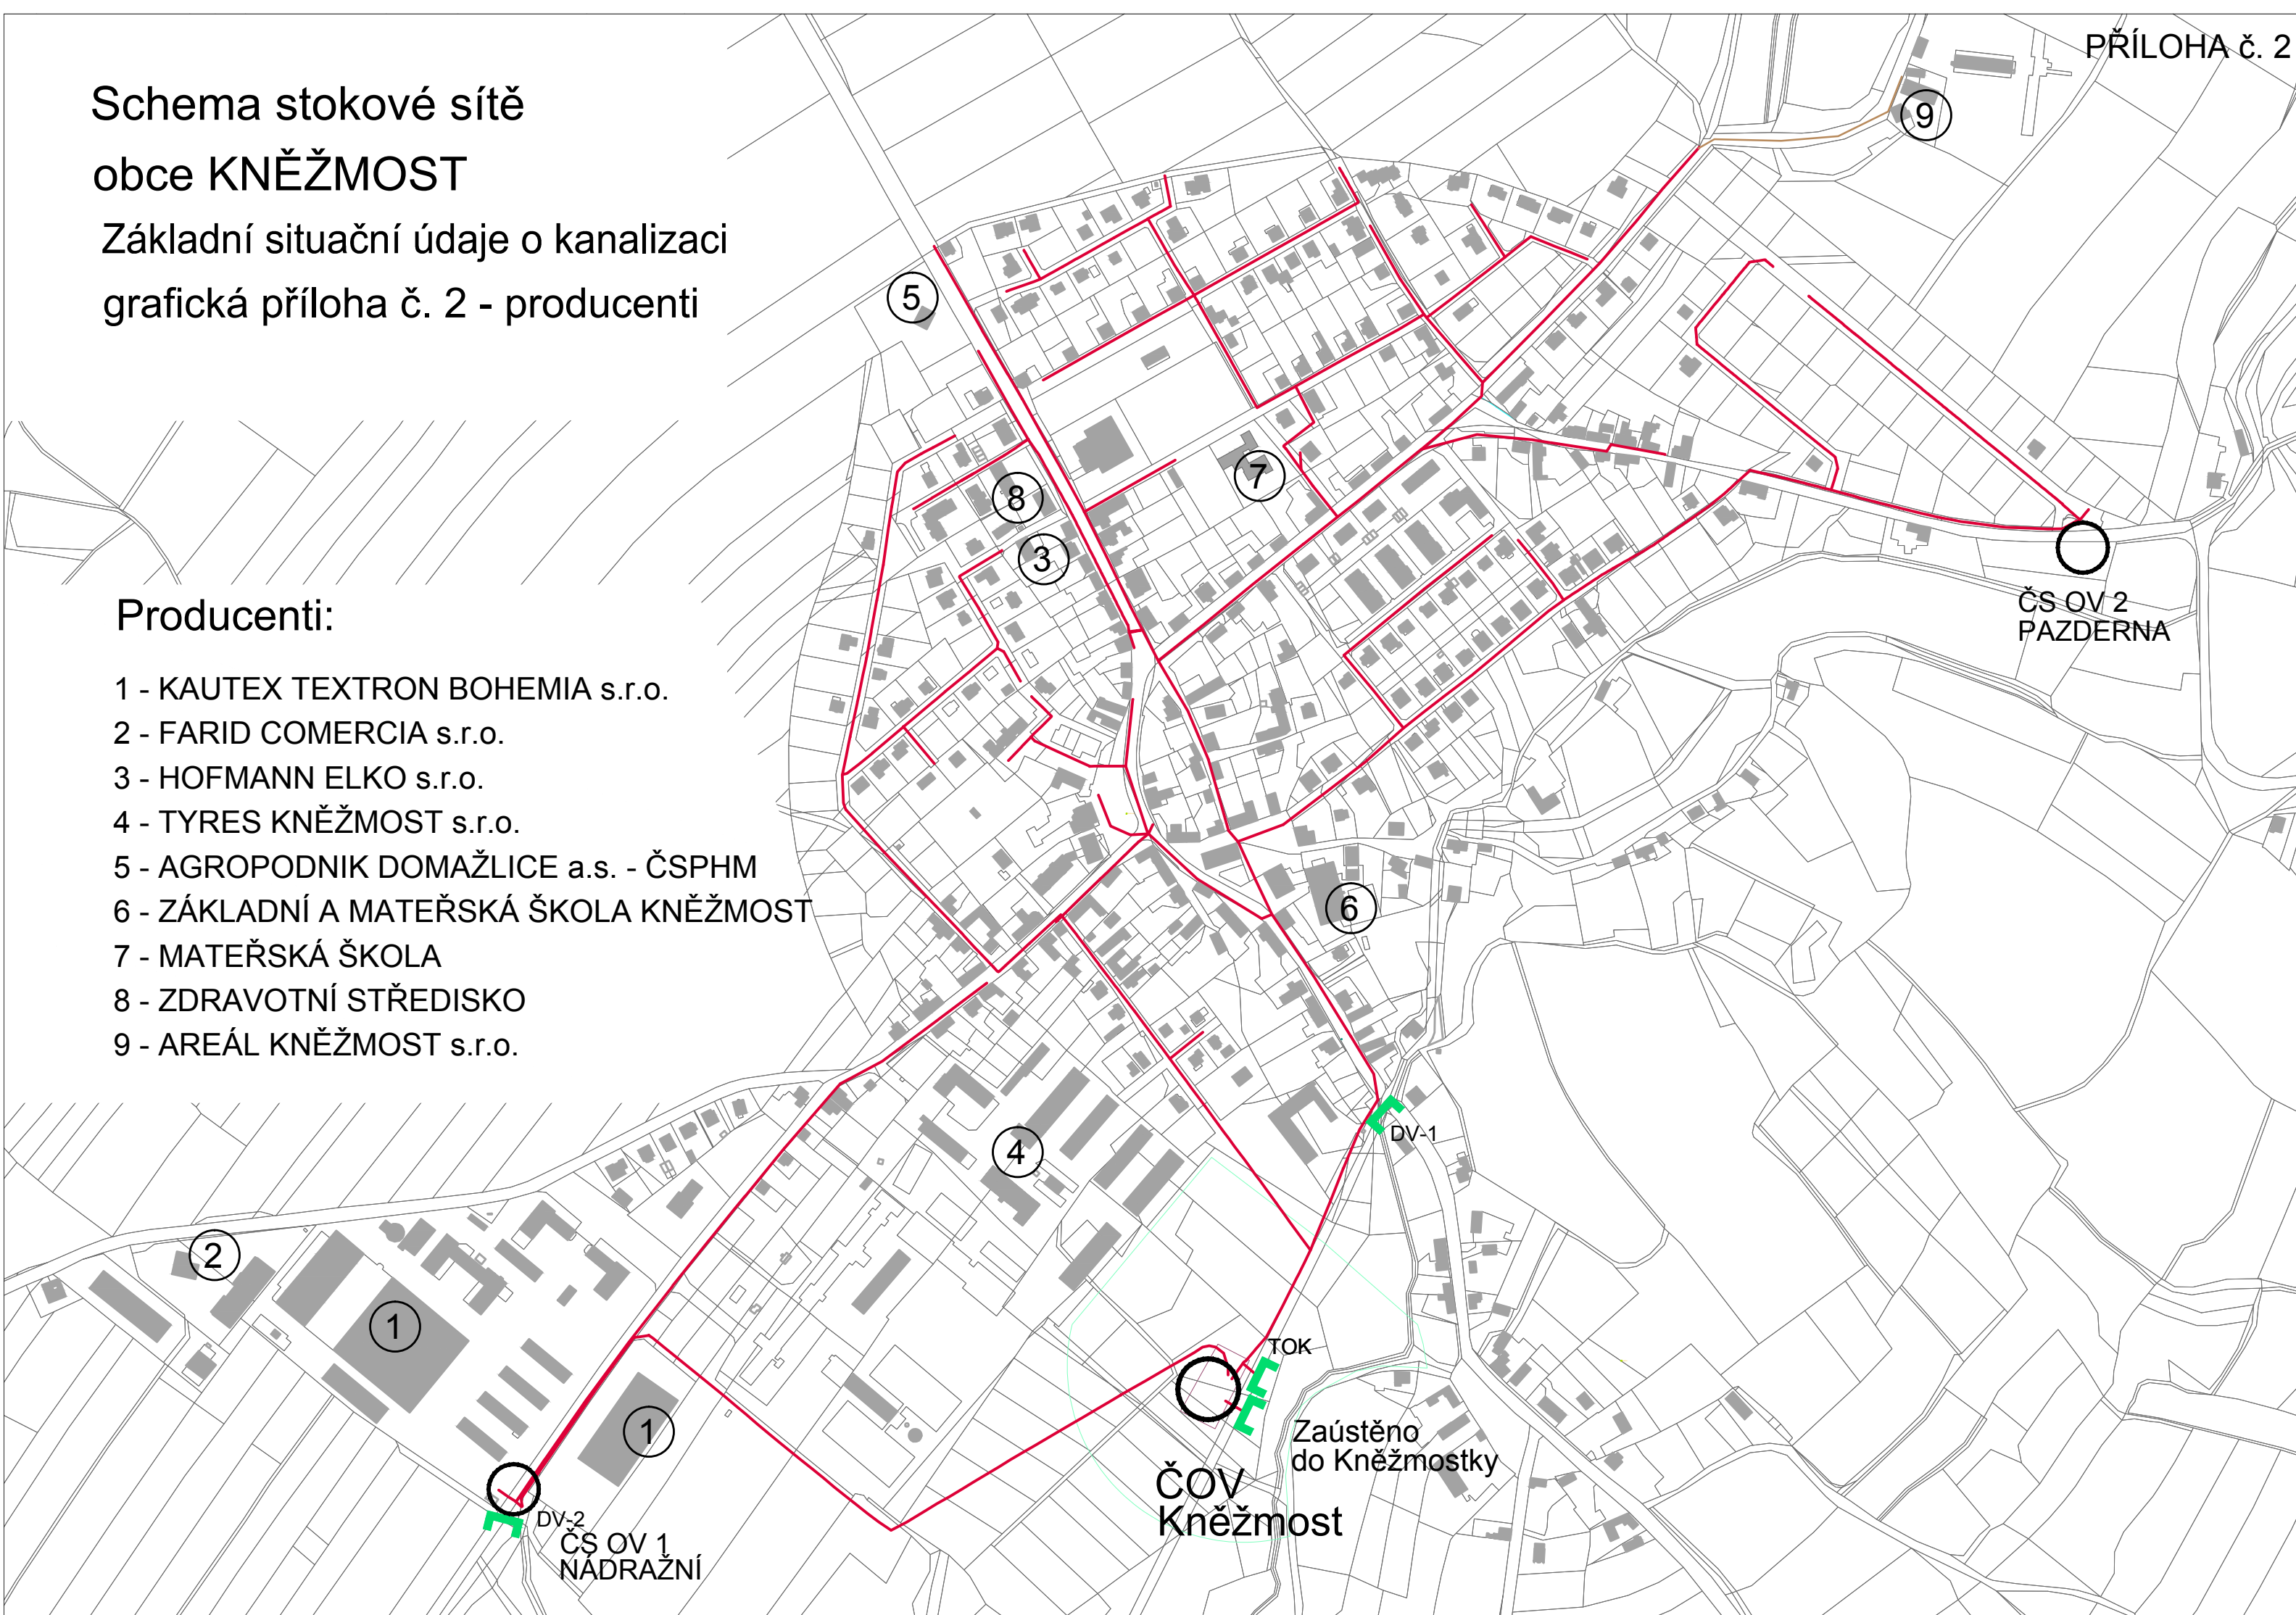 PŘÍLOHA č. 2
Schema stokové sítě
obce KNĚŽMOST
Základní situační údaje o kanalizaci
grafická příloha č. 2 - producenti
9
5
7
8
3
ČS OV 2
PAZDERNA
Producenti:
1 - KAUTEX TEXTRON BOHEMIA s.r.o.
2 - FARID COMERCIA s.r.o.
3 - HOFMANN ELKO s.r.o.
4 - TYRES KNĚŽMOST s.r.o.
5 - AGROPODNIK DOMAŽLICE a.s. - ČSPHM
6 - ZÁKLADNÍ A MATEŘSKÁ ŠKOLA KNĚŽMOST
7 - MATEŘSKÁ ŠKOLA
8 - ZDRAVOTNÍ STŘEDISKO
9 - AREÁL KNĚŽMOST s.r.o.
6
DV-1
4
2
1
TOK
1
Zaústěno
do Kněžmostky
ČOV
Kněžmost
DV-2
ČS OV 1
NÁDRAŽNÍ